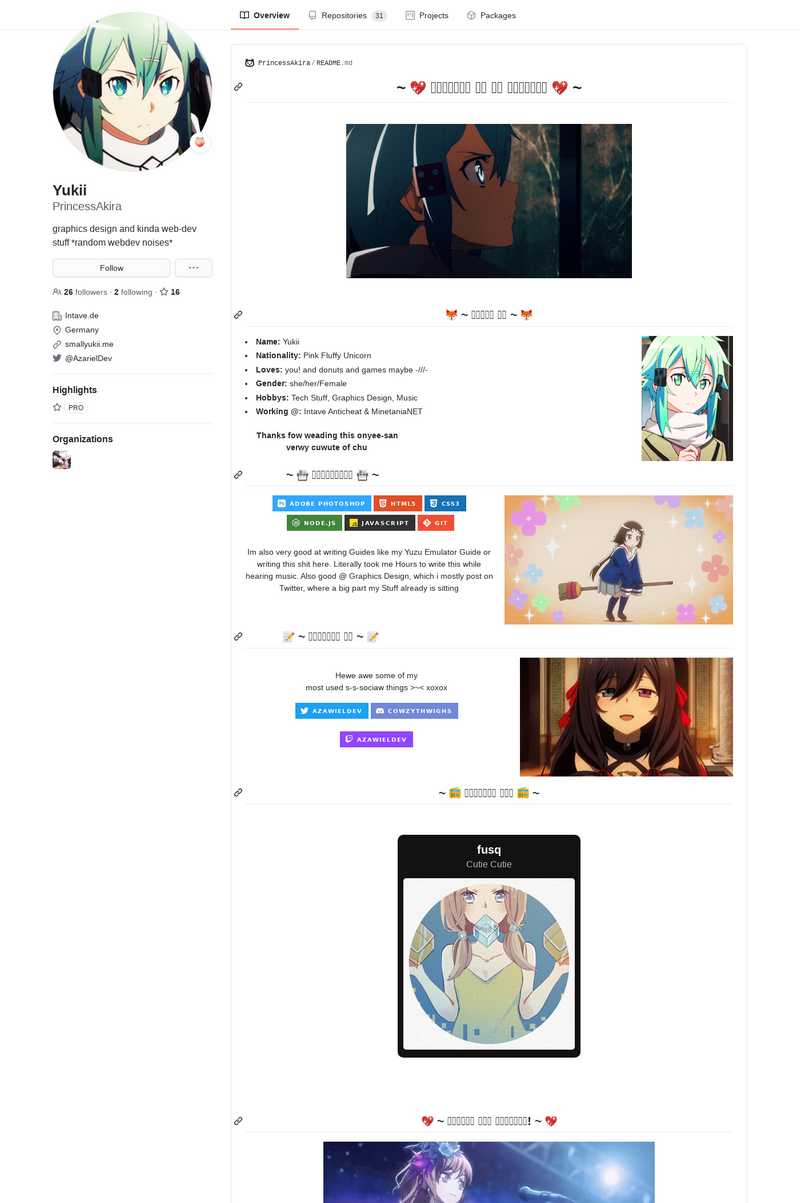 Overview
Repositories 31
Projects
Packages
Yukii
PrincessAkira
graphics design and kinda web-dev
stuff *random webdev noises*
Follow
26 followers · 2 following · 16
Intave.de
Germany
smallyukii.me
@AzarielDev
Highlights
PRO
Organizations
PrincessAkira / README.md
~ 💖 ~
🦊 ~ ~ 🦊
• Name: Yukii
• Nationality: Pink Fluffy Unicorn
• Loves: you! and donuts and games maybe -///-
• Gender: she/her/Female
• Hobbys: Tech Stuff, Graphics Design, Music
• Working @: Intave Anticheat & MinetaniaNET
Thanks fow weading this onyee-san
verwy cuwute of chu
ADOBE PHOTOSHOP HTML5 CSS3
NODE.JS JAVASCRIPT GIT
Im also very good at writing Guides like my Yuzu Emulator Guide or
writing this shit here. Literally took me Hours to write this while
hearing music. Also good @ Graphics Design, which i mostly post on
Twitter, where a big part my Stuff already is sitting
Hewe awe some of my
most used s-s-sociaw things >~< xoxox
AZAWIELDEV COWZYTHWIGHS
AZAWIELDEV
fusq
Cutie Cutie